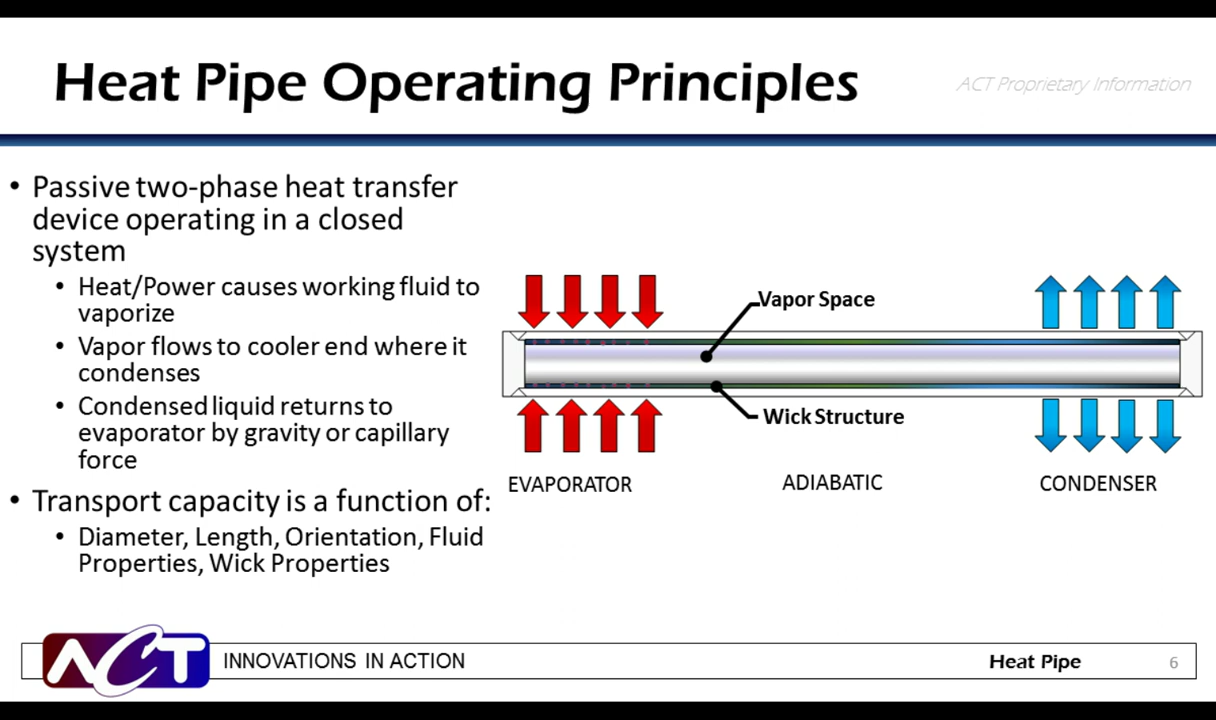 Heat Pipe Operating Principles
ACT Proprietary Information
• Passive two-phase heat transfer
device operating in a closed
system
• Heat/Power causes working fluid to
vaporize
• Vapor flows to cooler end where it
condenses
• Condensed liquid returns to
evaporator by gravity or capillary
force
• Transport capacity is a function of:
• Diameter, Length, Orientation, Fluid
Properties, Wick Properties
Vapor Space
Wick Structure
EVAPORATOR
ADIABATIC
CONDENSER
ACT
INNOVATIONS IN ACTION
Heat Pipe
6